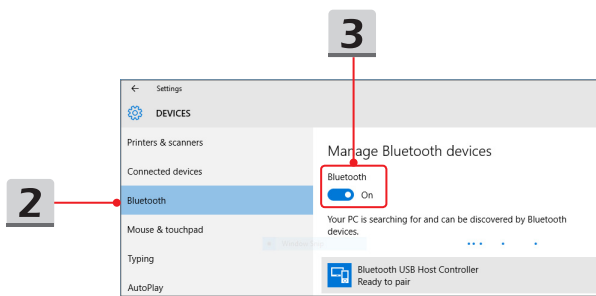 3
← Settings
DEVICES
Printers & scanners
Manage Bluetooth devices
Connected devices
Bluetooth
On
2
Bluetooth
Your PC is searching for and can be discovered by Bluetooth
devices.
Mouse & touchpad
Typing
Bluetooth USB Host Controller
Ready to pair
AutoPlay